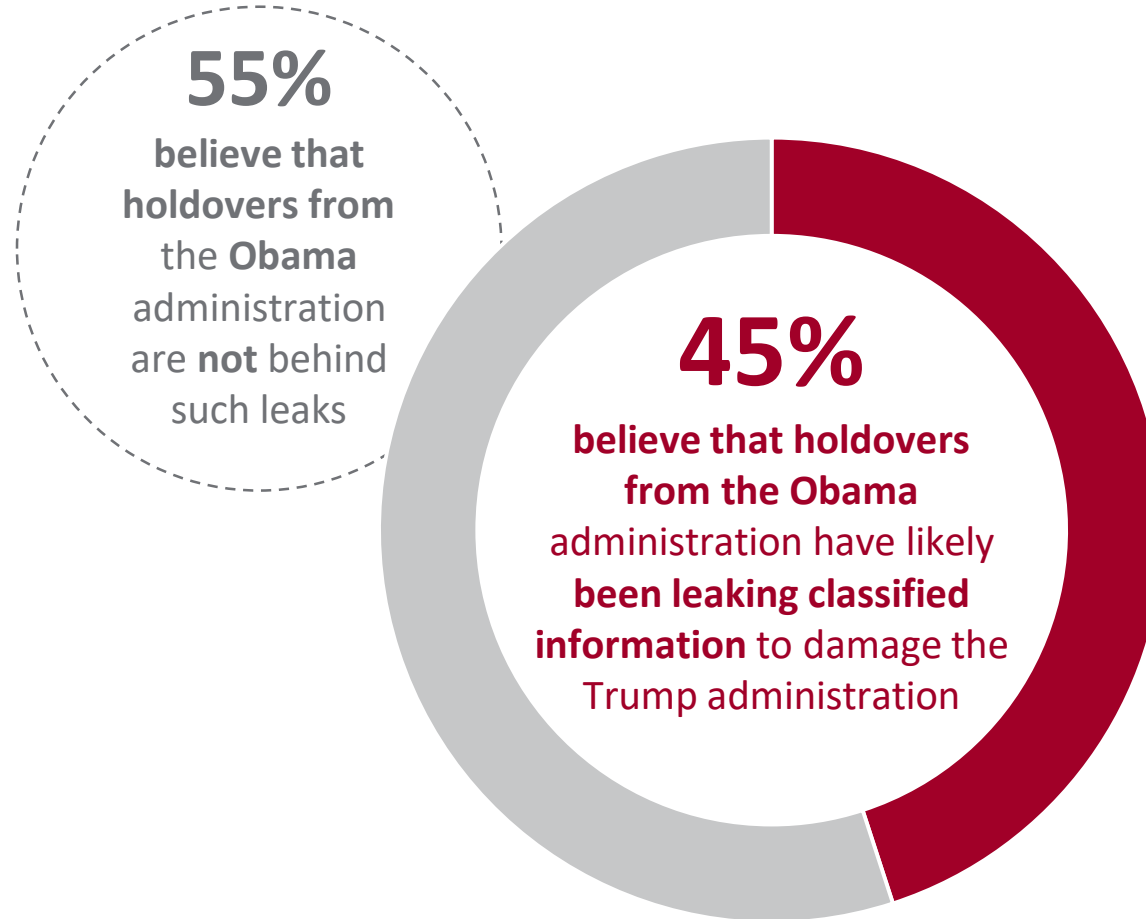 55%
believe that
holdovers from
the Obama
administration
are not behind
such leaks
45%
believe that holdovers
from the Obama
administration have likely
been leaking classified
information to damage the
Trump administration